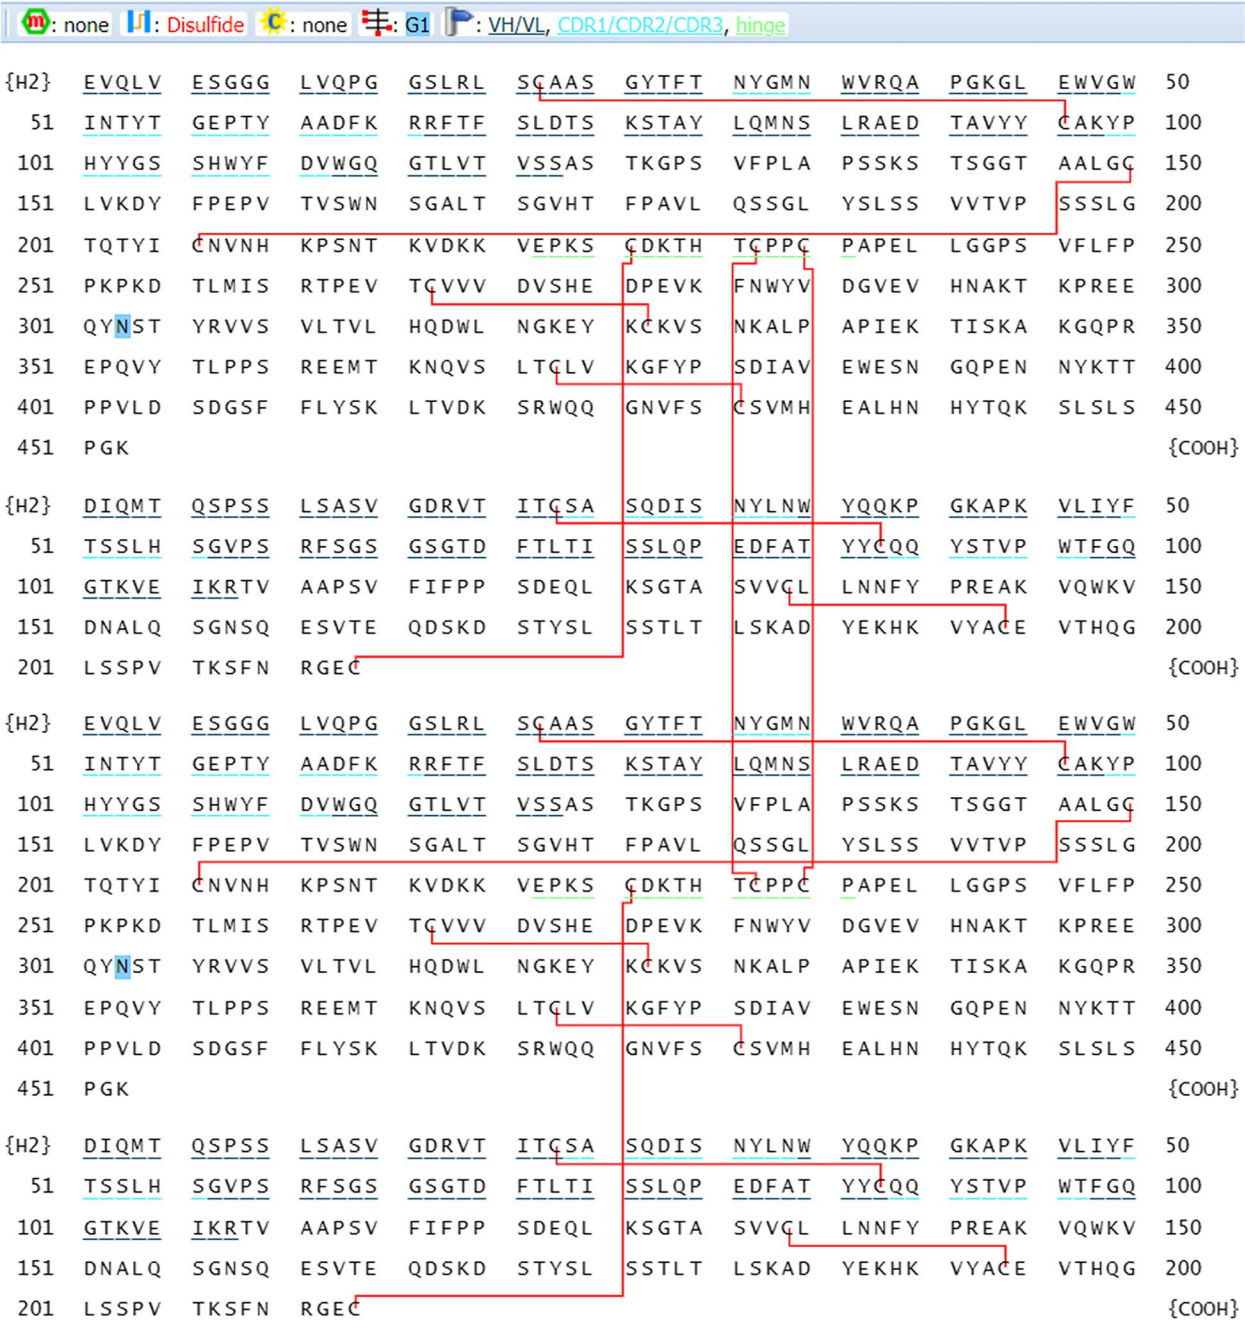 m: none : Disulfide C: none : G1 : VH/VL, CDR1/CDR2/CDR3, hinge
{H2} EVQLV ESGGG LVQPG GSLRL SCAAS GYTFT NYGMN WVRQA PGKGL EWVGW 50
51 INTYT GEPTY AADFK RRFTF SLDTS KSTAY LQMNS LRAED TAVYY CAKYP 100
101 HYYGS SHWYF DVWGQ GTLVT VSSAS TKGPS VFPLA PSSKS TSGGT AALGC 150
151 LVKDY FPEPV TVSWN SGALT SGVHT FPAVL QSSGL YSLSS VVTVP SSSLG 200
201 TQTYI CNVNH KPSNT KVDKK VEPKS CDKTH TCPPC PAPEL LGGPS VFLFP 250
251 PKPKD TLMIS RTPEV TCVVV DVSHE DPEVK FNWYV DGVEV HNAKT KPREE 300
301 QYNST YRVVS VLTVL HQDWL NGKEY KCKVS NKALP APIEK TISKA KGQPR 350
351 EPQVY TLPPS REEMT KNQVS LTCLV KGFYP SDIAV EWESN GQPEN NYKTT 400
401 PPVLD SDGSF FLYSK LTVDK SRWQQ GNVFS CSVMH EALHN HYTQK SLSLS 450
451 PGK {COOH}
{H2} DIQMT QSPSS LSASV GDRVT ITCSA SQDIS NYLNW YQQKP GKAPK VLIYF 50
51 TSSLH SGVPS RFSGS GSGTD FTLTI SSLQP EDFAT YYCQQ YSTVP WTFGQ 100
101 GTKVE IKRTV AAPSV FIFPP SDEQL KSGTA SVVCL LNNFY PREAK VQWKV 150
151 DNALQ SGNSQ ESVTE QDSKD STYSL SSTLT LSKAD YEKHK VYACE VTHQG 200
201 LSSPV TKSFN RGEC {COOH}
{H2} EVQLV ESGGG LVQPG GSLRL SCAAS GYTFT NYGMN WVRQA PGKGL EWVGW 50
51 INTYT GEPTY AADFK RRFTF SLDTS KSTAY LQMNS LRAED TAVYY CAKYP 100
101 HYYGS SHWYF DVWGQ GTLVT VSSAS TKGPS VFPLA PSSKS TSGGT AALGC 150
151 LVKDY FPEPV TVSWN SGALT SGVHT FPAVL QSSGL YSLSS VVTVP SSSLG 200
201 TQTYI CNVNH KPSNT KVDKK VEPKS CDKTH TCPPC PAPEL LGGPS VFLFP 250
251 PKPKD TLMIS RTPEV TCVVV DVSHE DPEVK FNWYV DGVEV HNAKT KPREE 300
301 QYNST YRVVS VLTVL HQDWL NGKEY KCKVS NKALP APIEK TISKA KGQPR 350
351 EPQVY TLPPS REEMT KNQVS LTCLV KGFYP SDIAV EWESN GQPEN NYKTT 400
401 PPVLD SDGSF FLYSK LTVDK SRWQQ GNVFS CSVMH EALHN HYTQK SLSLS 450
451 PGK {COOH}
{H2} DIQMT QSPSS LSASV GDRVT ITCSA SQDIS NYLNW YQQKP GKAPK VLIYF 50
51 TSSLH SGVPS RFSGS GSGTD FTLTI SSLQP EDFAT YYCQQ YSTVP WTFGQ 100
101 GTKVE IKRTV AAPSV FIFPP SDEQL KSGTA SVVCL LNNFY PREAK VQWKV 150
151 DNALQ SGNSQ ESVTE QDSKD STYSL SSTLT LSKAD YEKHK VYACE VTHQG 200
201 LSSPV TKSFN RGEC {COOH}